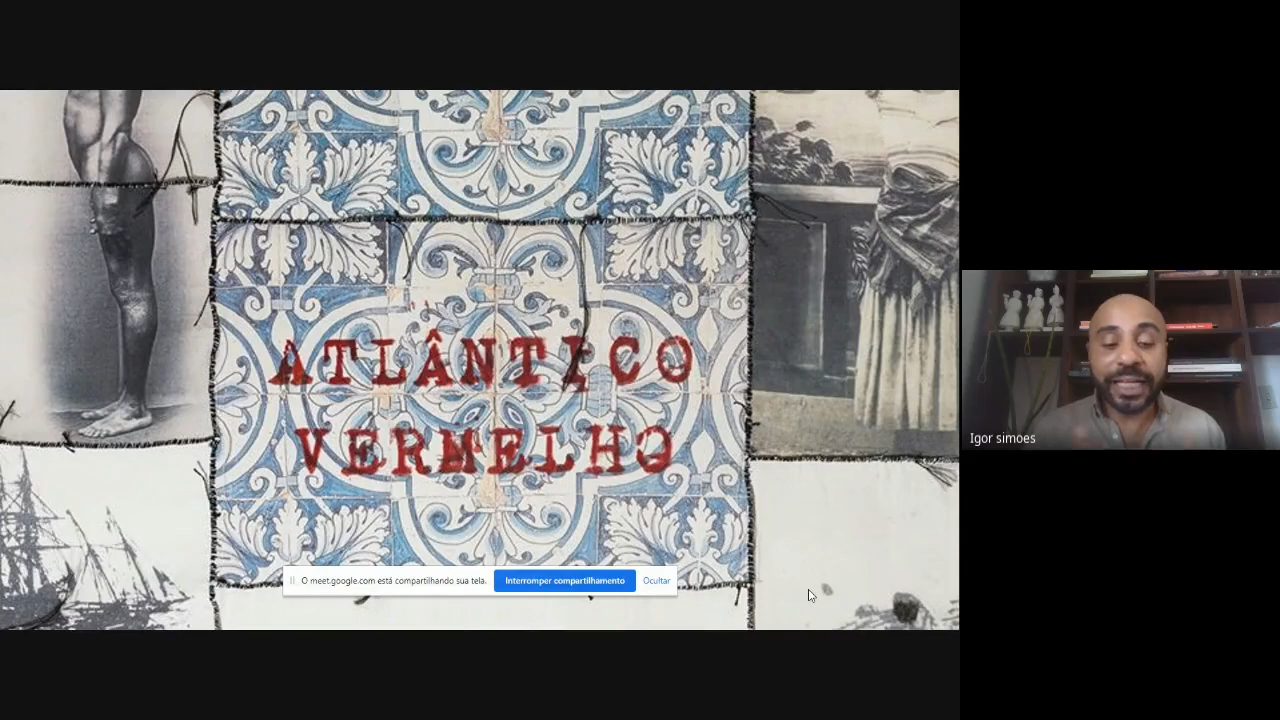 ATLÂNTICO
VERMELHO
O meet.google.com está compartilhando sua tela.
Interromper compartilhamento
Ocultar
Igor simoes